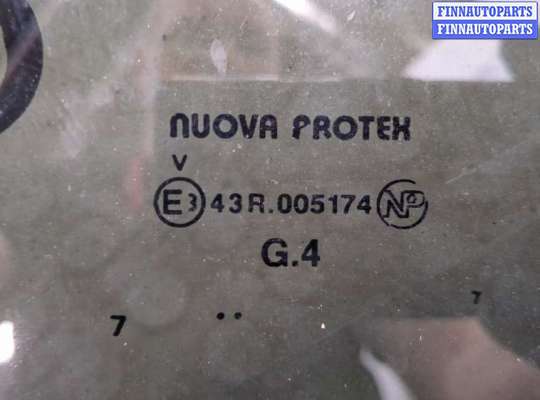 FINNAUTOPARTS
FINNAUTOPARTS
NUOVA PROTEX
V
E3 43R.005174 NP
G.4
7 ..
7